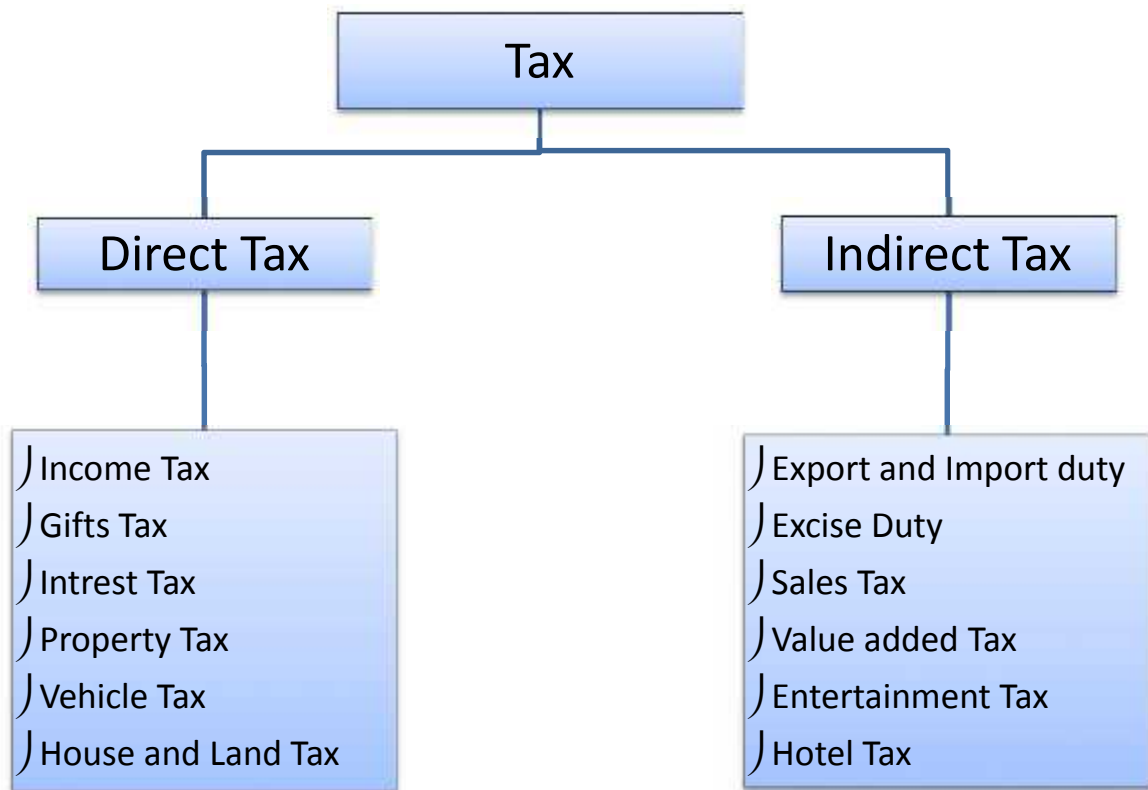 Tax
Direct Tax
Indirect Tax
Income Tax
Gifts Tax
Intrest Tax
Property Tax
Vehicle Tax
House and Land Tax
Export and Import duty
Excise Duty
Sales Tax
Value added Tax
Entertainment Tax
Hotel Tax